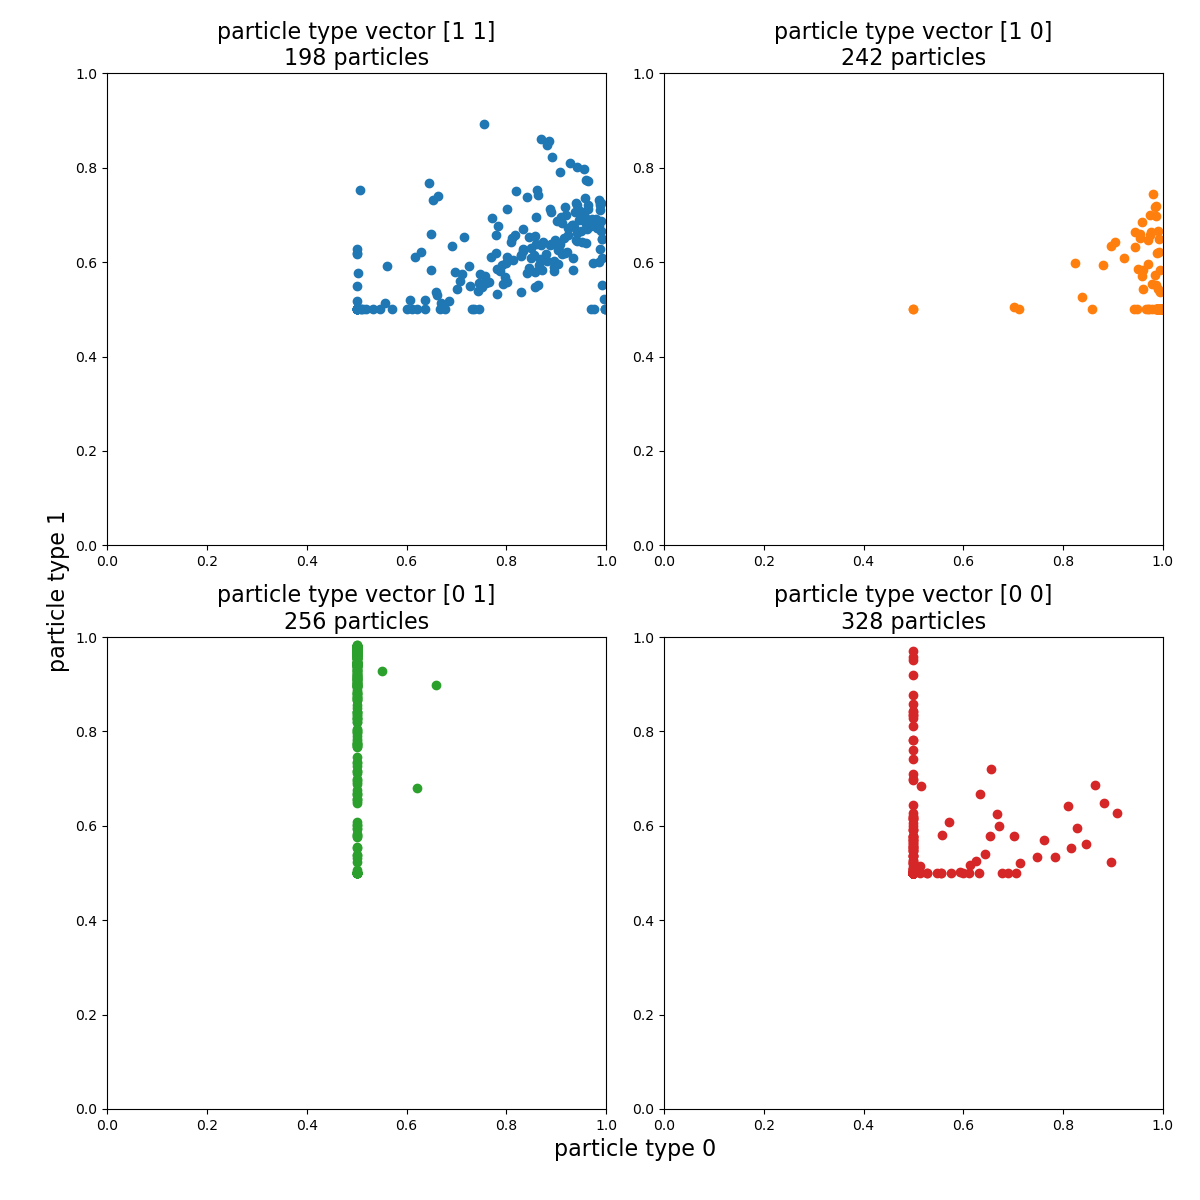 particle type vector [1 1]
198 particles
particle type vector [1 0]
242 particles
1.0
0.8
0.6
0.4
0.2
0.0
0.0 0.2 0.4 0.6 0.8 1.0
1.0
0.8
0.6
0.4
0.2
0.0
0.0 0.2 0.4 0.6 0.8 1.0
particle type 1
particle type vector [0 1]
256 particles
particle type vector [0 0]
328 particles
1.0
0.8
0.6
0.4
0.2
0.0
0.0 0.2 0.4 0.6 0.8 1.0
1.0
0.8
0.6
0.4
0.2
0.0
0.0 0.2 0.4 0.6 0.8 1.0
particle type 0